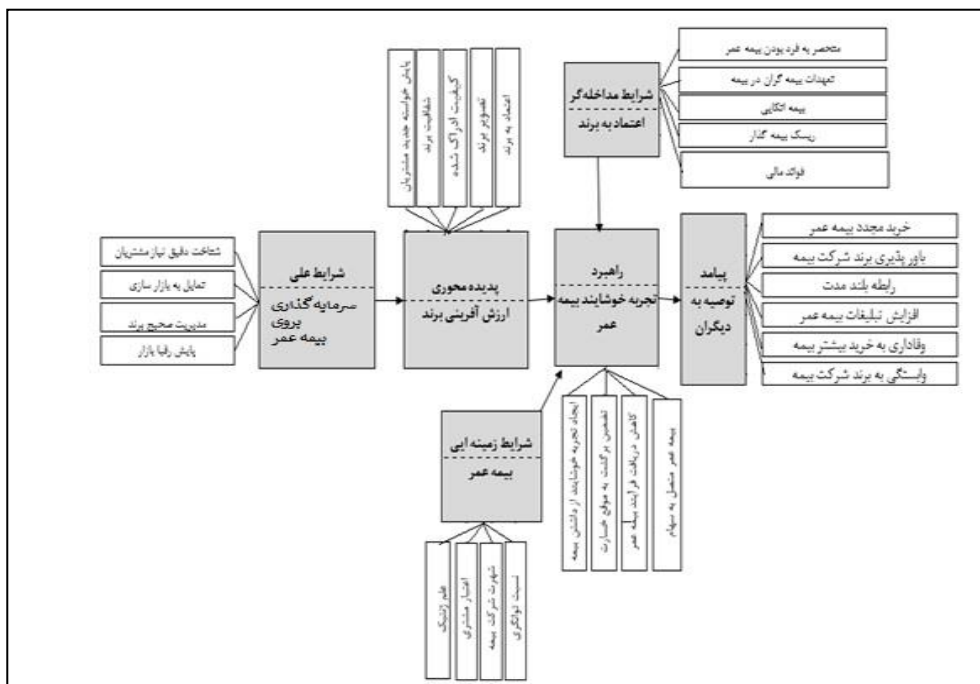 منحصر به فرد بودن بیمه عمر
تعهدات بیمه گران در بیمه
بیمه اتکایی
ریسک بیمه گذار
فوائد مالی
شرایط مداخله‌گر
اعتماد به برند
اعتماد به برند
تصویر برند
کیفیت ادراک شده
شفافیت برند
پایش خواسته جدید مشتریان
شناخت دقیق نیاز مشتریان
تمایل به بازار سازی
مدیریت صحیح برند
پایش رقبا بازار
شرایط علی
سرمایه گذاری
بروی
بیمه عمر
پدیده محوری
ارزش آفرینی برند
راهبرد
تجربه خوشایند بیمه
عمر
پیامد
توصیه به
دیگران
خرید مجدد بیمه عمر
باور پذیری برند شرکت بیمه
رابطه بلند مدت
افزایش تبلیغات بیمه عمر
وفاداری به خرید بیشتر بیمه
وابستگی به برند شرکت بیمه
شرایط زمینه ایی
بیمه عمر
بیمه عمر متصل به سهام
کاهش دریافت فرایند بیمه عمر
تضمین برگشت به موقع خسارت
ایجاد تجربه خوشایند از داشتن بیمه
نسبت توانگری
شهرت شرکت بیمه
اعتبار مشتری
علم ژنتیک